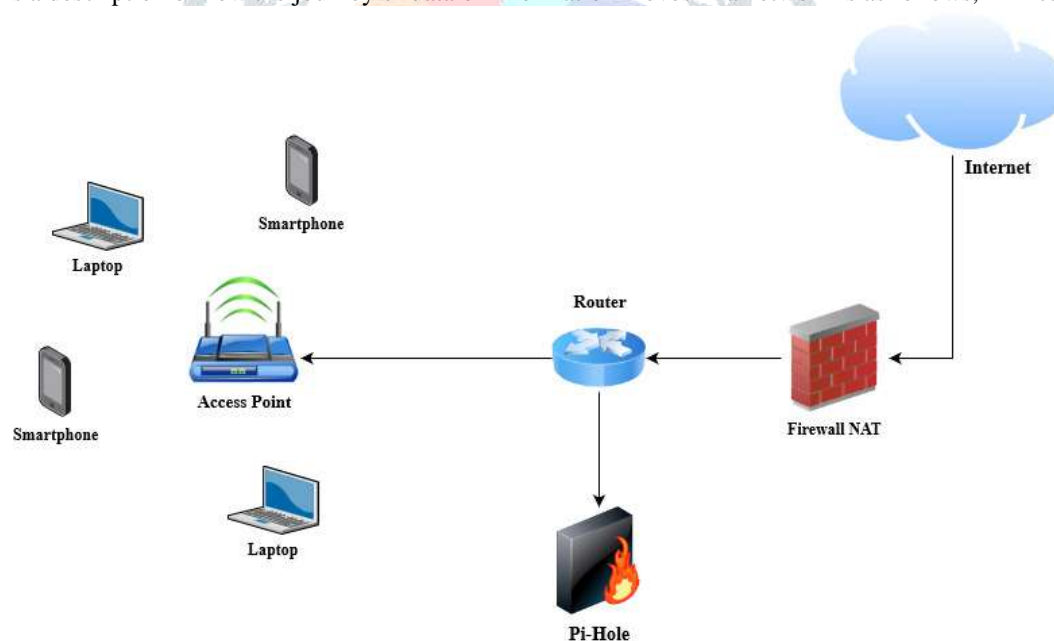 Internet
Smartphone
Laptop
Router
Access Point
Firewall NAT
Smartphone
Laptop
Pi-Hole